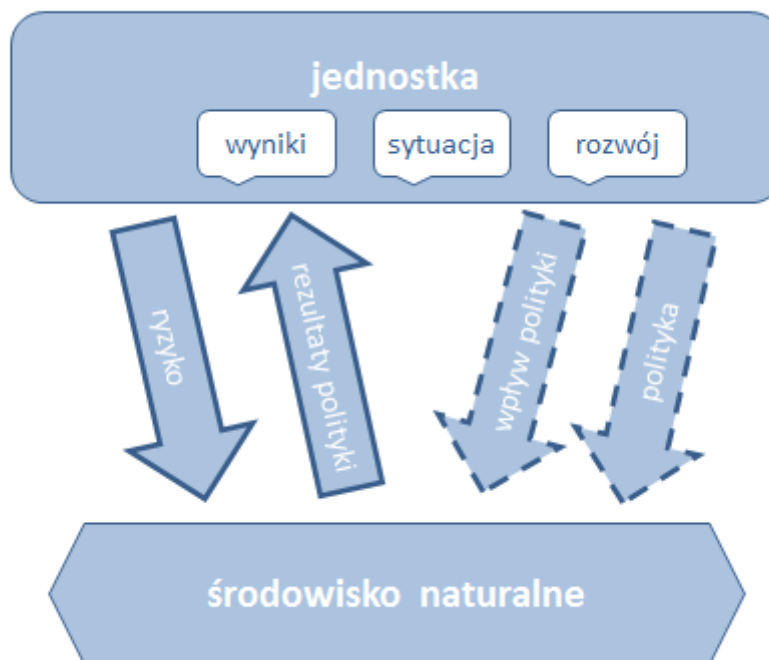 jednostka
wyniki
sytuacja
rozwój
ryzyko
rezultaty polityki
wpływ polityki
polityka
środowisko naturalne